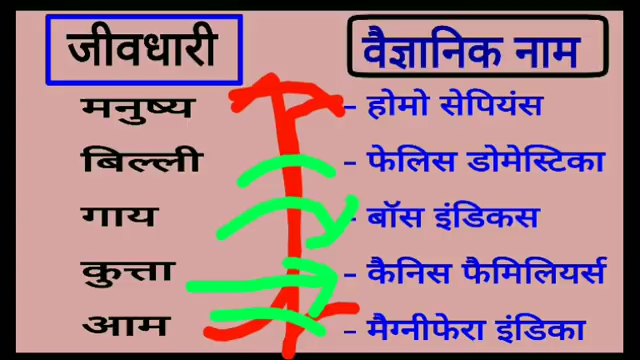 जीवधारी वैज्ञानिक नाम
मनुष्य - होमो सेपियंस
बिल्ली - फेलिस डोमेस्टिका
गाय - बॉस इंडिकस
कुत्ता - कैनिस फैमिलियर्स
आम - मैग्नीफेरा इंडिका